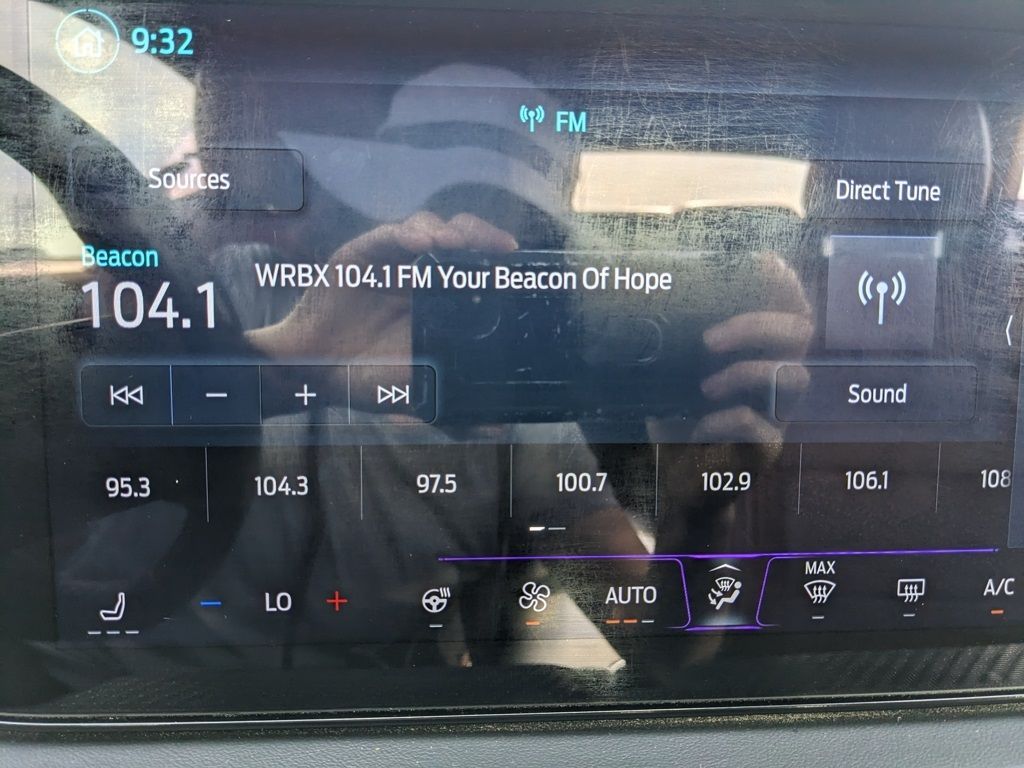 9:32
FM
Sources
Direct Tune
Beacon
104.1
WRBX 104.1 FM Your Beacon Of Hope
Sound
95.3 104.3 97.5 100.7 102.9 106.1 108
LO AUTO MAX A/C